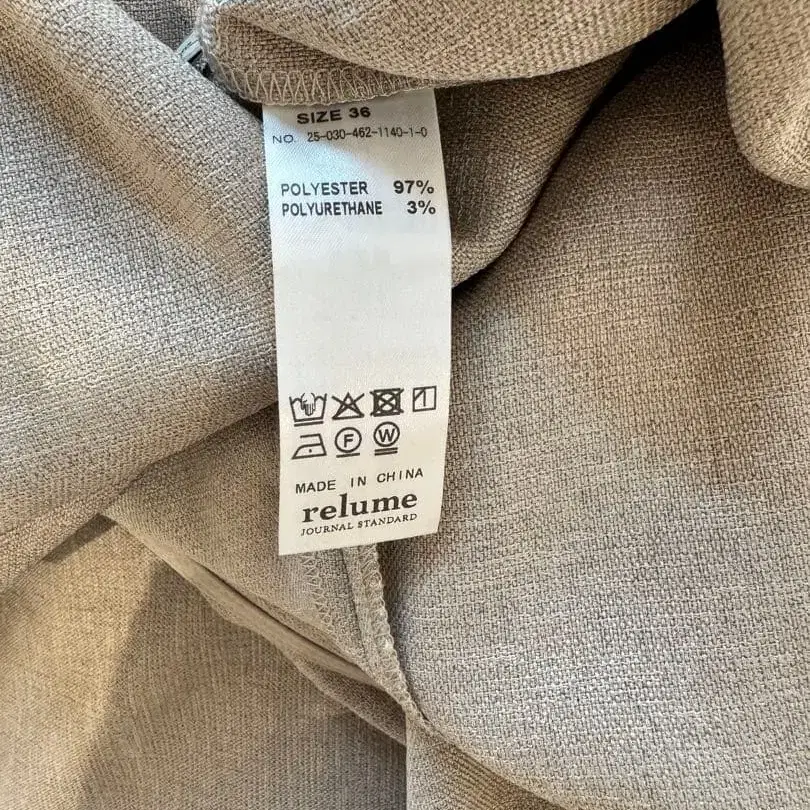 SIZE 36
NO. 25-030-462-1140-1-0
POLYESTER 97%
POLYURETHANE 3%
F W
MADE IN CHINA
relume
JOURNAL STANDARD